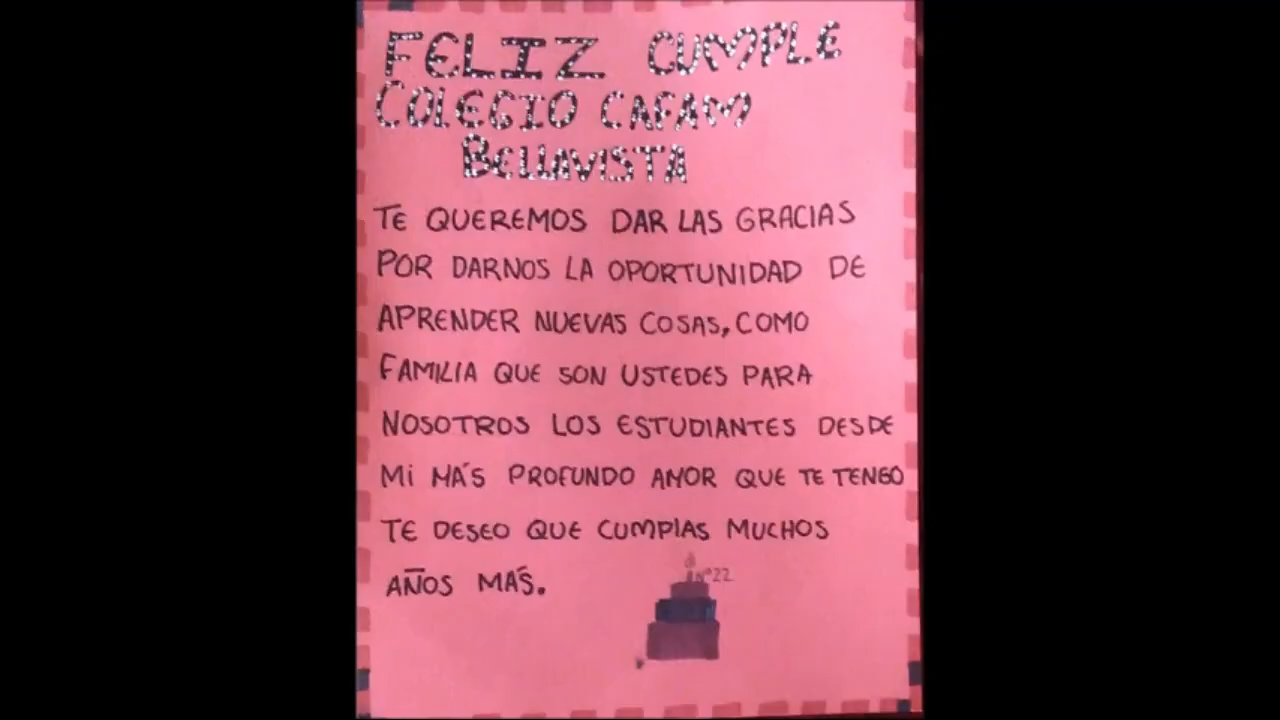 FELIZ CUMPLE
COLEGIO CAFAM
BELLAVISTA
TE QUEREMOS DAR LAS GRACIAS
POR DARNOS LA OPORTUNIDAD DE
APRENDER NUEVAS COSAS, COMO
FAMILIA QUE SON USTEDES PARA
NOSOTROS LOS ESTUDIANTES DESDE
MI MÁS PROFUNDO AMOR QUE TE TENGO
TE DESEO QUE CUMPLAS MUCHOS
AÑOS MÁS.
Nº22